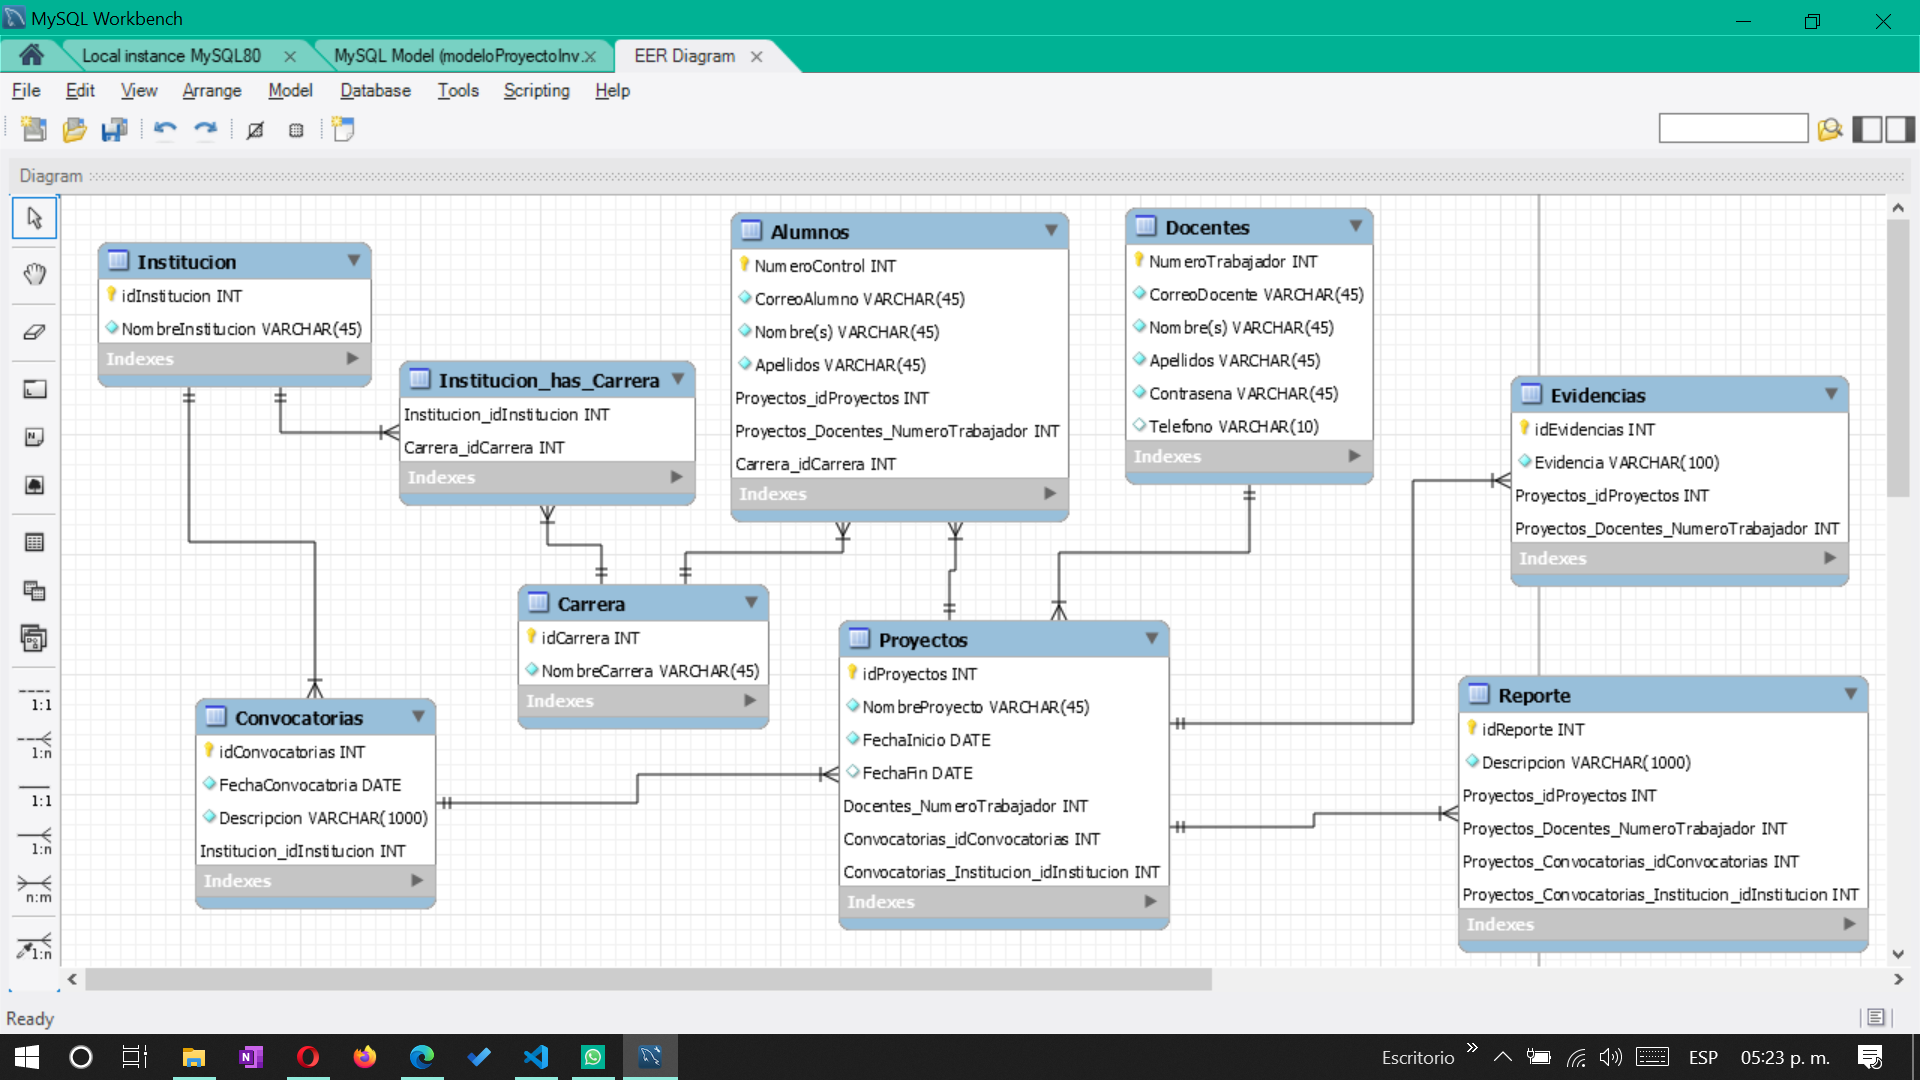 MySQL Workbench
Local instance MySQL80
MySQL Model (modeloProyectoInv.
EER Diagram
File Edit View Arrange Model Database Tools Scripting Help
Diagram
Institucion
idInstitucion INT
NombreInstitucion VARCHAR(45)
Indexes
Institucion_has_Carrera
Institucion_idInstitucion INT
Carrera_idCarrera INT
Indexes
Alumnos
NumeroControl INT
CorreoAlumno VARCHAR(45)
Nombre(s) VARCHAR(45)
Apellidos VARCHAR(45)
Proyectos_idProyectos INT
Proyectos_Docentes_NumeroTrabajador INT
Carrera_idCarrera INT
Indexes
Docentes
NumeroTrabajador INT
CorreoDocente VARCHAR(45)
Nombre(s) VARCHAR(45)
Apellidos VARCHAR(45)
Contrasena VARCHAR(45)
Telefono VARCHAR(10)
Indexes
Evidencias
idEvidencias INT
Evidencia VARCHAR(100)
Proyectos_idProyectos INT
Proyectos_Docentes_NumeroTrabajador INT
Indexes
Carrera
idCarrera INT
NombreCarrera VARCHAR(45)
Indexes
Convocatorias
idConvocatorias INT
FechaConvocatoria DATE
Descripcion VARCHAR(1000)
Institucion_idInstitucion INT
Indexes
Proyectos
idProyectos INT
NombreProyecto VARCHAR(45)
FechaInicio DATE
FechaFin DATE
Docentes_NumeroTrabajador INT
Convocatorias_idConvocatorias INT
Convocatorias_Institucion_idInstitucion INT
Indexes
Reporte
idReporte INT
Descripcion VARCHAR(1000)
Proyectos_idProyectos INT
Proyectos_Docentes_NumeroTrabajador INT
Proyectos_Convocatorias_idConvocatorias INT
Proyectos_Convocatorias_Institucion_idInstitucion INT
Indexes
1:1
1:n
1:1
1:n
n:m
1:n
Ready
Escritorio
ESP
05:23 p. m.